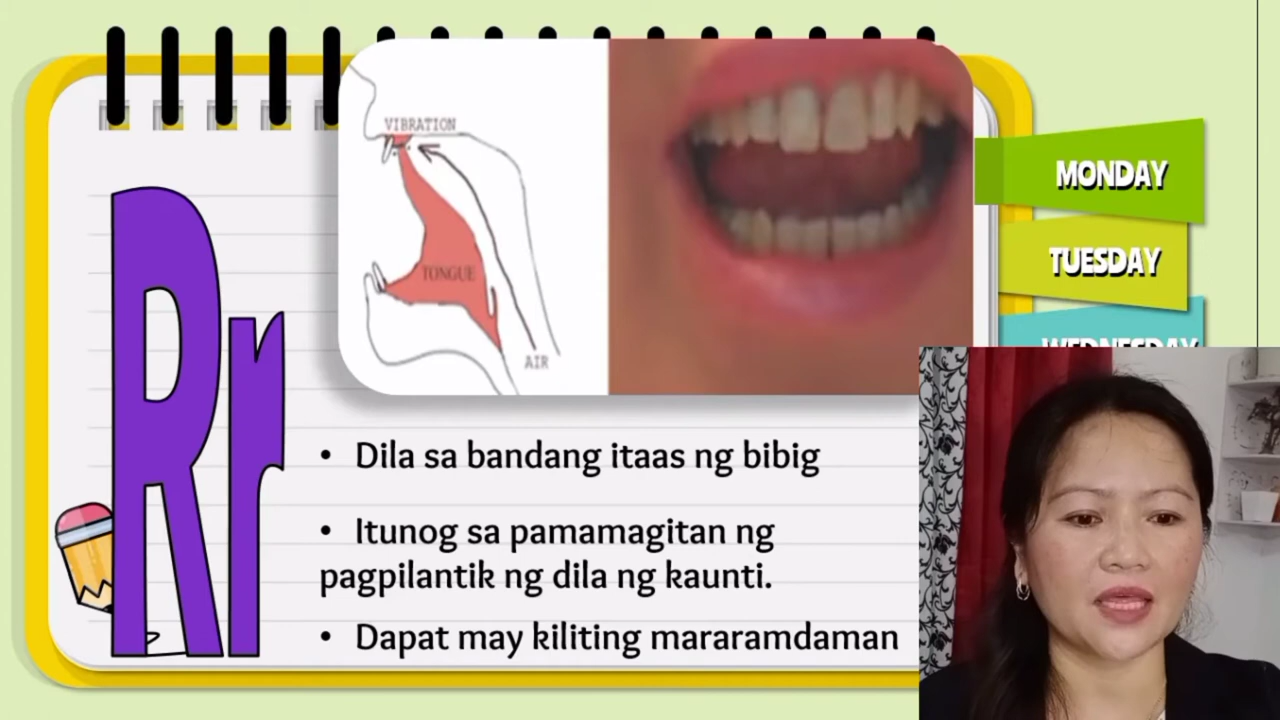 VIBRATION
TONGUE
AIR
Rr
MONDAY
TUESDAY
WEDNESDAY
• Dila sa bandang itaas ng bibig
• Itunog sa pamamagitan ng
pagpilantik ng dila ng kaunti.
• Dapat may kiliting mararamdaman